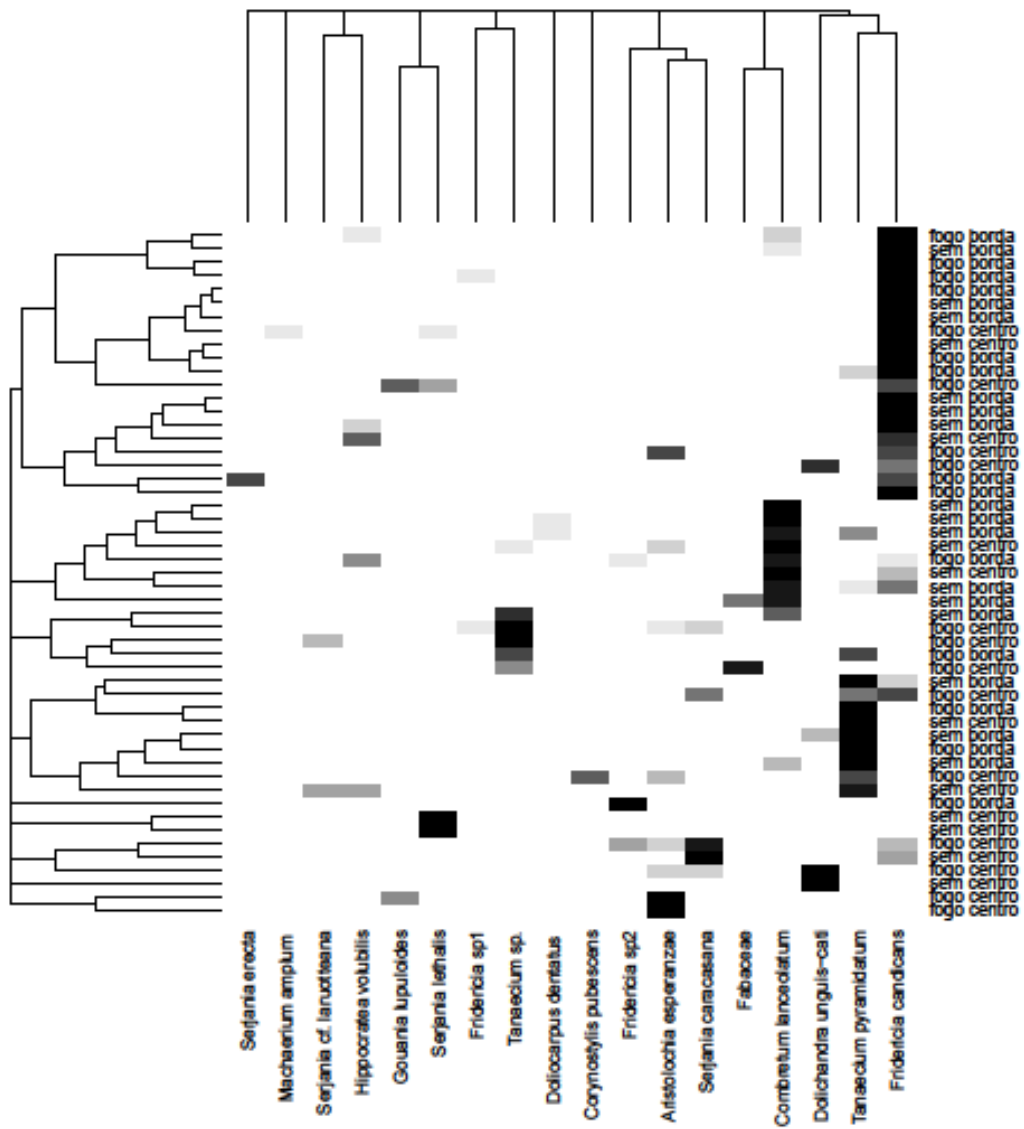 fogo borda
sem borda
fogo borda
fogo borda
fogo borda
sem borda
sem borda
fogo centro
sem centro
fogo borda
fogo borda
fogo centro
sem borda
sem borda
sem borda
sem centro
fogo centro
fogo centro
fogo borda
fogo borda
sem borda
sem borda
sem borda
sem centro
fogo borda
sem centro
sem borda
sem borda
sem borda
fogo centro
sem centro
sem borda
fogo centro
sem borda
fogo centro
fogo borda
sem centro
sem borda
fogo borda
sem borda
fogo centro
sem centro
fogo borda
sem centro
sem centro
fogo centro
sem centro
fogo centro
sem centro
fogo centro
fogo centro
Serjania erecta
Machaerium amplum
Serjania cf. laruotteana
Hippocratea volubilis
Gouania lupuloides
Serjania lethalis
Fridericia sp1
Tanaecium sp.
Doliocarpus dentatus
Corynostylis pubescens
Fridericia sp2
Aristolochia esperanzae
Serjania caracasana
Fabaceae
Combretum lanceolatum
Dolichandra unguis-cati
Tanaecium pyramidatum
Fridericia candicans